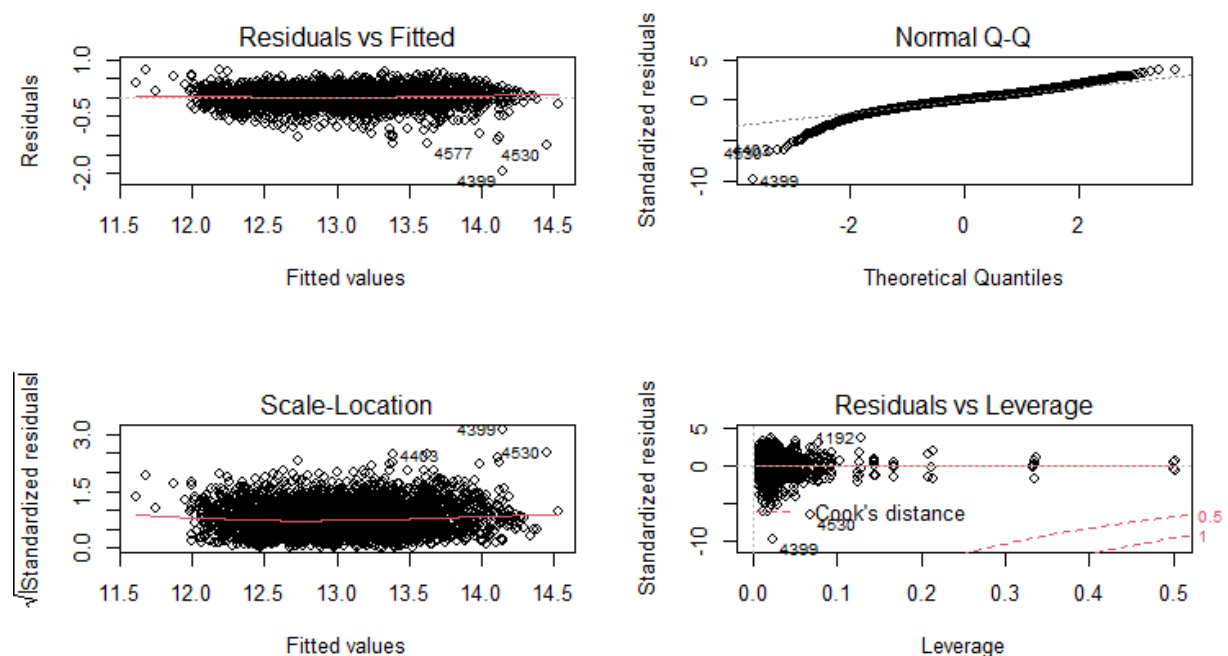 Residuals vs Fitted
Residuals
1.0
-0.5
-2.0
4577
4530
4399
11.5 12.0 12.5 13.0 13.5 14.0 14.5
Fitted values
Normal Q-Q
Standardized residuals
5
0
-10
4403
4530
4399
-2 0 2
Theoretical Quantiles
Scale-Location
√|Standardized residuals|
3.0
1.5
0.0
4399
4403
4530
11.5 12.0 12.5 13.0 13.5 14.0 14.5
Fitted values
Residuals vs Leverage
Standardized residuals
5
0
-10
1192
Cook's distance
4530
4399
0.5
1
0.0 0.1 0.2 0.3 0.4 0.5
Leverage